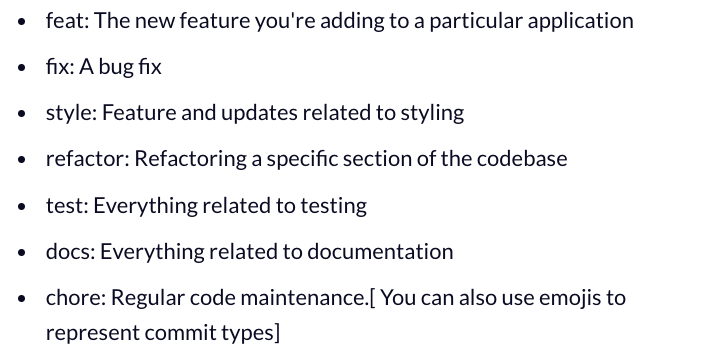 • feat: The new feature you're adding to a particular application
• fix: A bug fix
• style: Feature and updates related to styling
• refactor: Refactoring a specific section of the codebase
• test: Everything related to testing
• docs: Everything related to documentation
• chore: Regular code maintenance.[ You can also use emojis to
represent commit types]